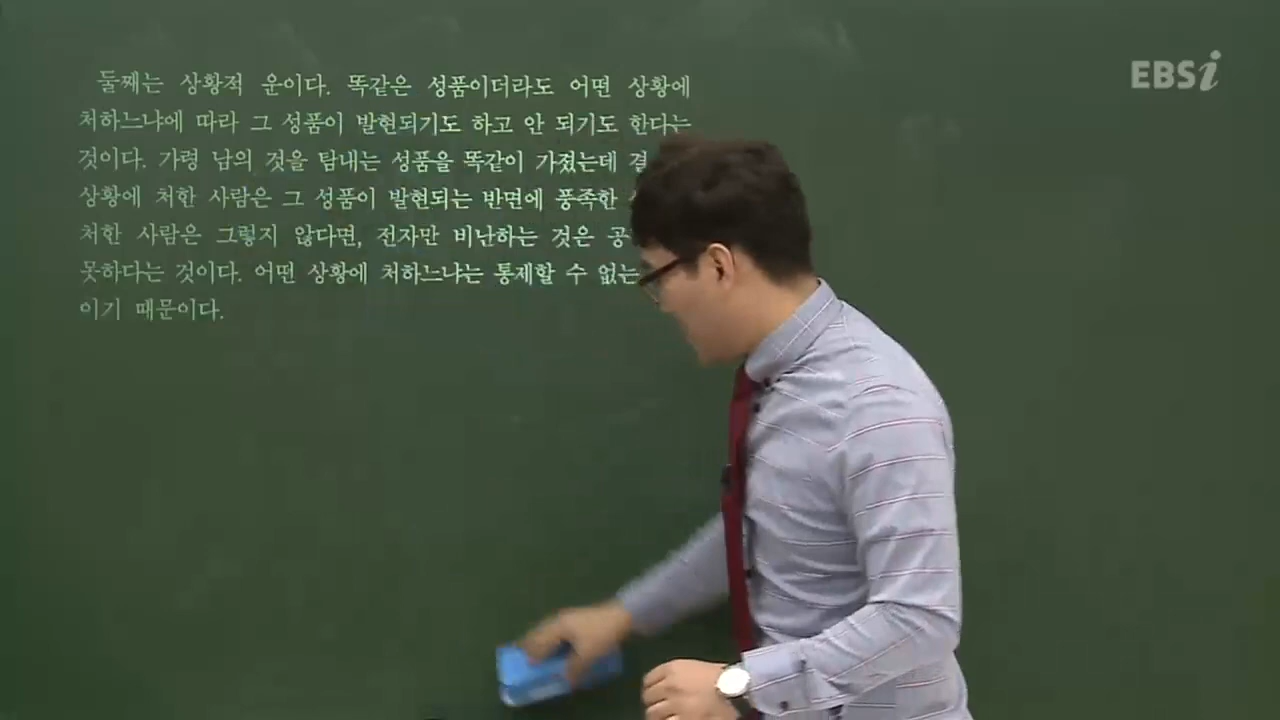 둘째는 상황적 운이다. 똑같은 성품이더라도 어떤 상황에
처하느냐에 따라 그 성품이 발현되기도 하고 안 되기도 한다는
것이다. 가령 남의 것을 탐내는 성품을 똑같이 가졌는데
상황에 처한 사람은 그 성품이 발현되는 반면에 풍족한
처한 사람은 그렇지 않다면, 전자만 비난하는 것은
못하다는 것이다. 어떤 상황에 처하느냐는 통제할 수 없는
이기 때문이다.
EBSi